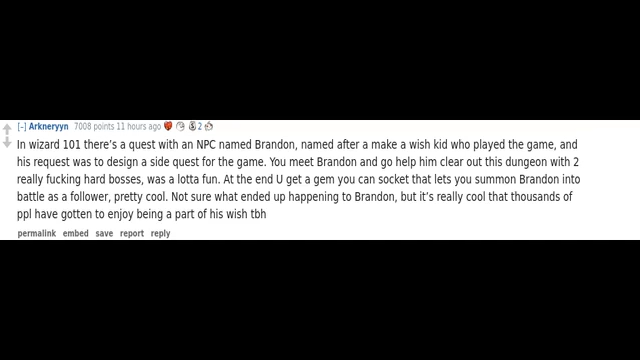 [-] Arkneryyn 7008 points 11 hours ago 2
In wizard 101 there's a quest with an NPC named Brandon, named after a make a wish kid who played the game, and
his request was to design a side quest for the game. You meet Brandon and go help him clear out this dungeon with 2
really fucking hard bosses, was a lotta fun. At the end U get a gem you can socket that lets you summon Brandon into
battle as a follower, pretty cool. Not sure what ended up happening to Brandon, but it's really cool that thousands of
ppl have gotten to enjoy being a part of his wish tbh
permalink embed save report reply